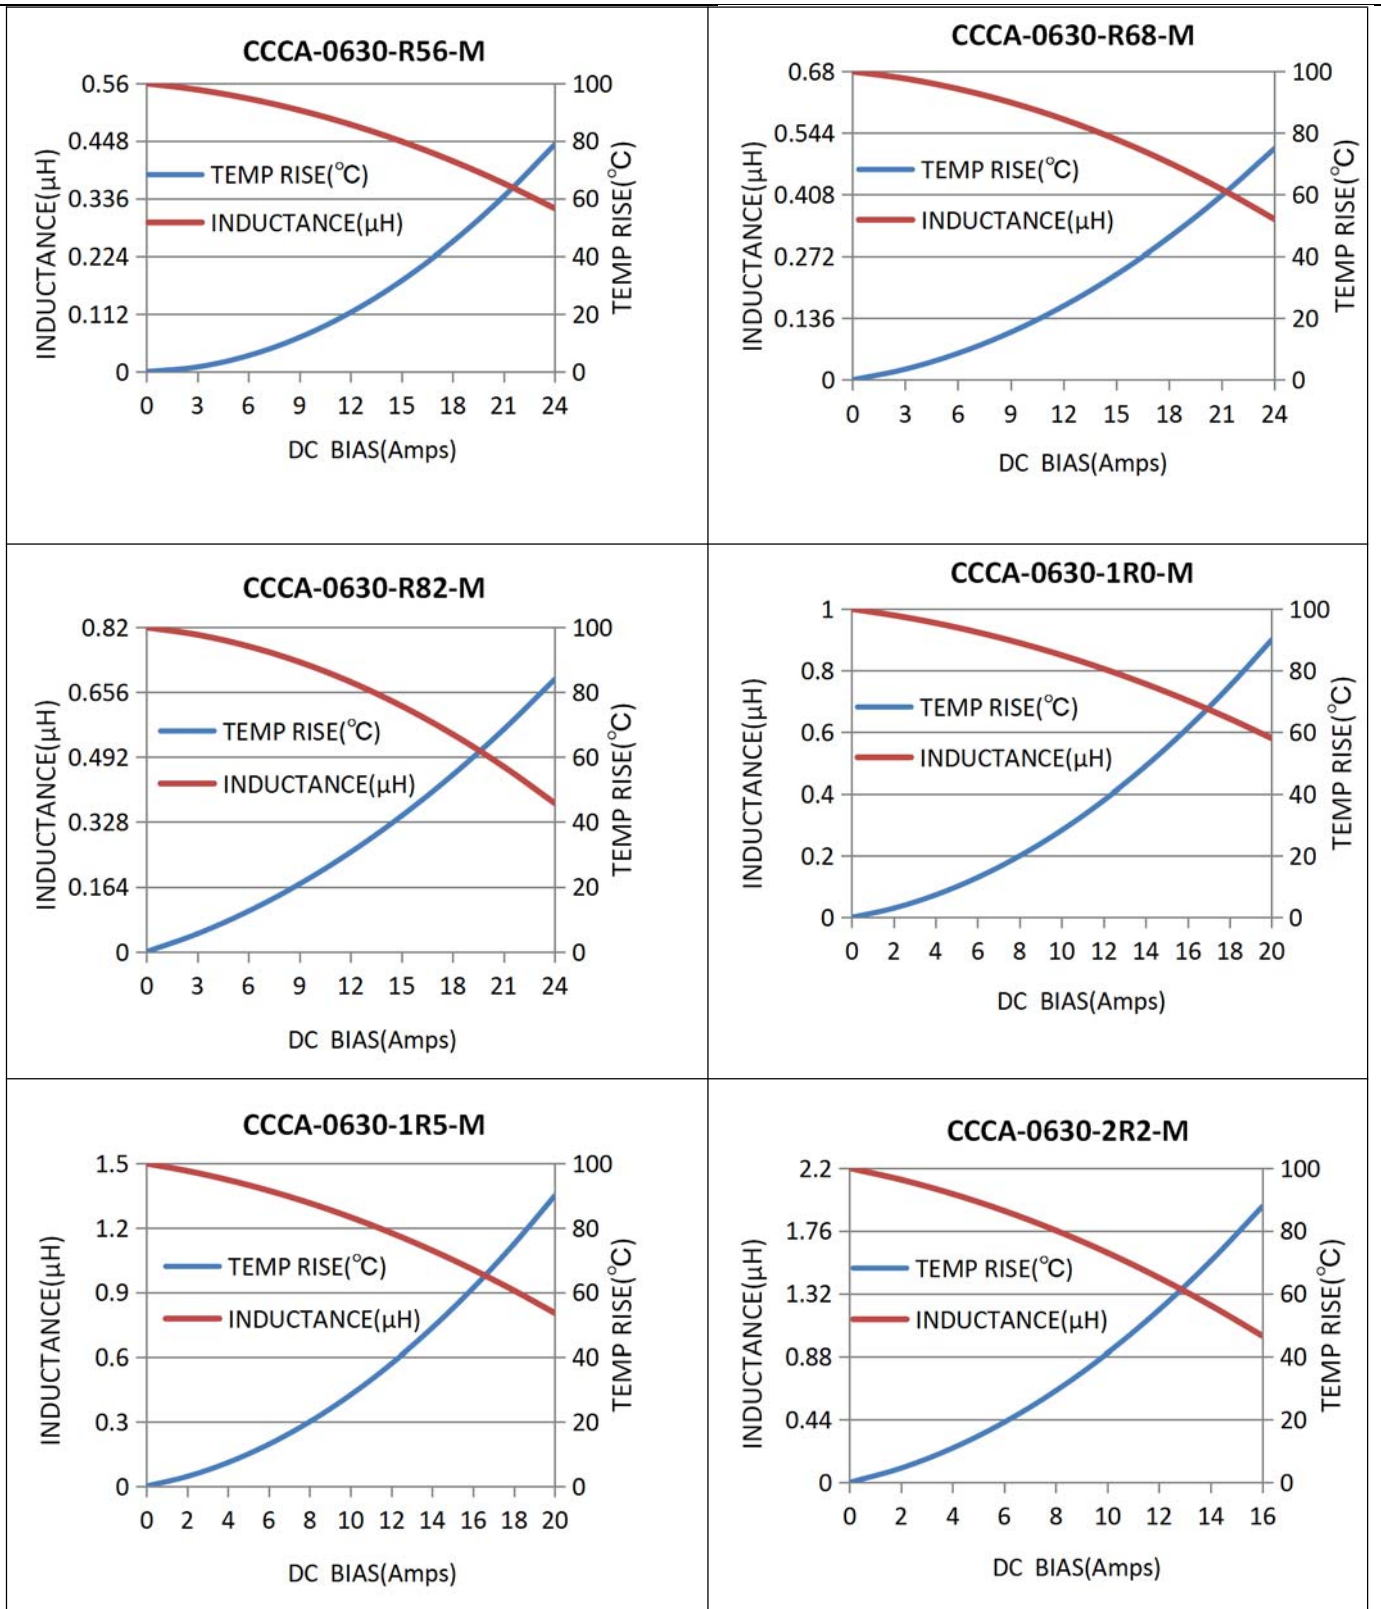 CCCA-0630-R56-M
0.56
0.448
0.336
0.224
0.112
0
100
80
60
40
20
0
INDUCTANCE(μH)
TEMP RISE(℃)
TEMP RISE(℃)
INDUCTANCE(μH)
0 3 6 9 12 15 18 21 24
DC BIAS(Amps)
CCCA-0630-R68-M
0.68
0.544
0.408
0.272
0.136
0
100
80
60
40
20
0
INDUCTANCE(μH)
TEMP RISE(℃)
TEMP RISE(℃)
INDUCTANCE(μH)
0 3 6 9 12 15 18 21 24
DC BIAS(Amps)
CCCA-0630-R82-M
0.82
0.656
0.492
0.328
0.164
0
100
80
60
40
20
0
INDUCTANCE(μH)
TEMP RISE(℃)
TEMP RISE(℃)
INDUCTANCE(μH)
0 3 6 9 12 15 18 21 24
DC BIAS(Amps)
CCCA-0630-1R0-M
1
0.8
0.6
0.4
0.2
0
100
80
60
40
20
0
INDUCTANCE(μH)
TEMP RISE(℃)
TEMP RISE(℃)
INDUCTANCE(μH)
0 2 4 6 8 10 12 14 16 18 20
DC BIAS(Amps)
CCCA-0630-1R5-M
1.5
1.2
0.9
0.6
0.3
0
100
80
60
40
20
0
INDUCTANCE(μH)
TEMP RISE(℃)
TEMP RISE(℃)
INDUCTANCE(μH)
0 2 4 6 8 10 12 14 16 18 20
DC BIAS(Amps)
CCCA-0630-2R2-M
2.2
1.76
1.32
0.88
0.44
0
100
80
60
40
20
0
INDUCTANCE(μH)
TEMP RISE(℃)
TEMP RISE(℃)
INDUCTANCE(μH)
0 2 4 6 8 10 12 14 16
DC BIAS(Amps)